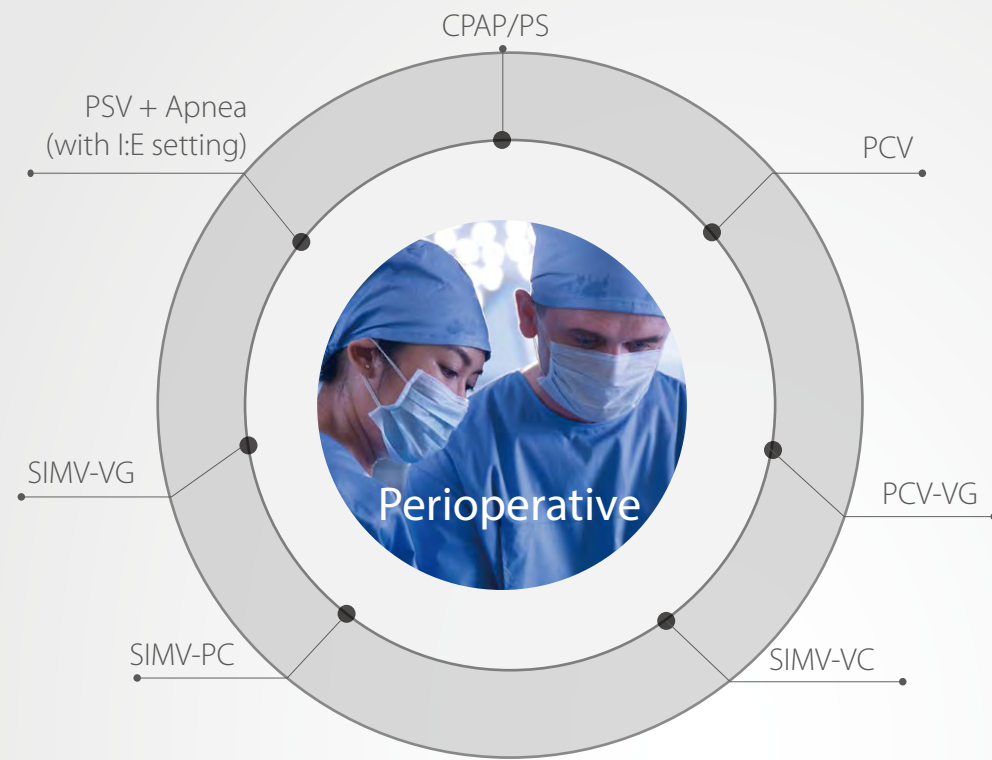 CPAP/PS
PSV + Apnea
(with I:E setting)
PCV
SIMV-VG
PCV-VG
Perioperative
SIMV-PC
SIMV-VC